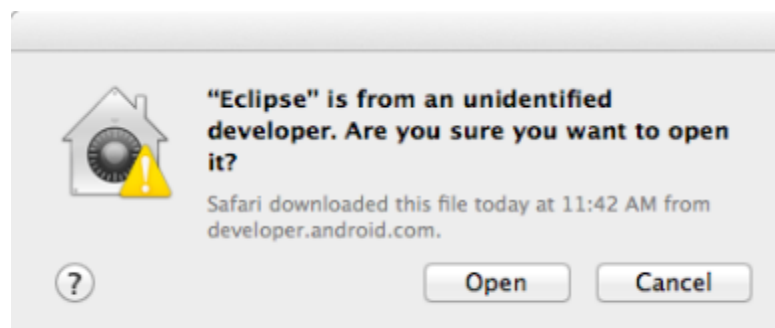 “Eclipse” is from an unidentified
developer. Are you sure you want to open
it?
Safari downloaded this file today at 11:42 AM from
developer.android.com.
?
Open
Cancel